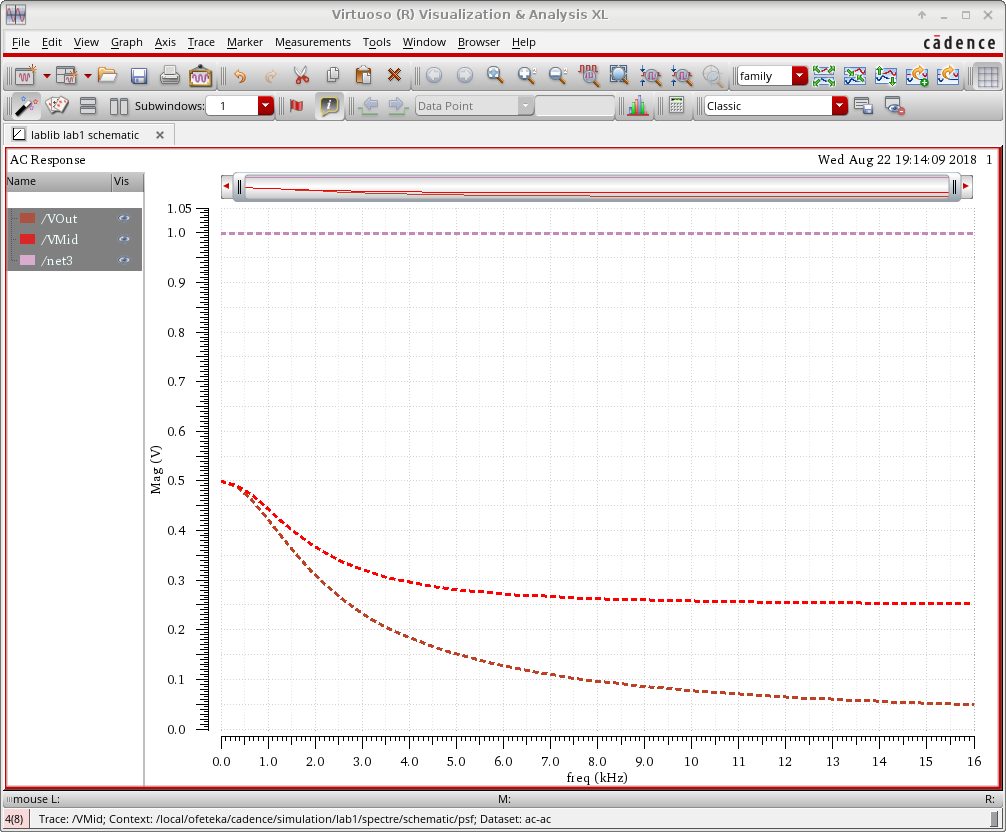 Virtuoso (R) Visualization & Analysis XL
File Edit View Graph Axis Trace Marker Measurements Tools Window Browser Help
cādence
family
Subwindows: 1
Data Point
Classic
lablib lab1 schematic
AC Response
Wed Aug 22 19:14:09 2018 1
Name Vis
/VOut
/VMid
/net3
1.05
1.0
0.9
0.8
0.7
0.6
0.5
0.4
0.3
0.2
0.1
0.0
Mag (V)
0.0 1.0 2.0 3.0 4.0 5.0 6.0 7.0 8.0 9.0 10 11 12 13 14 15 16
freq (kHz)
mouse L: M: R:
4(8) Trace: /VMid; Context: /local/ofeteka/cadence/simulation/lab1/spectre/schematic/psf; Dataset: ac-ac